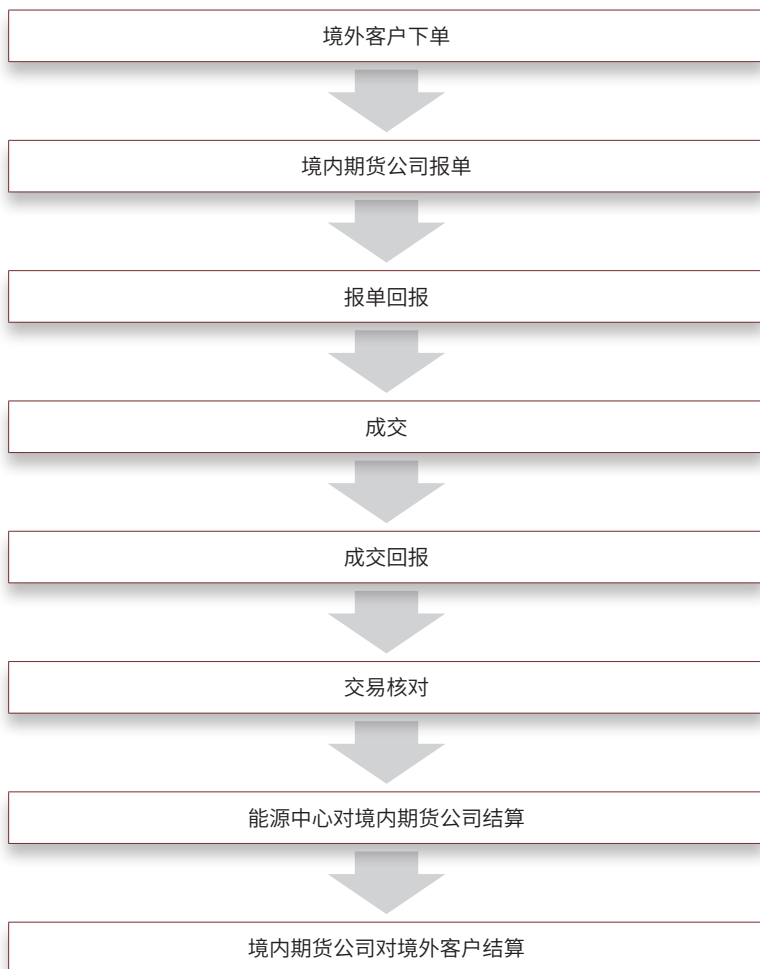 境外客户下单
境内期货公司报单
报单回报
成交
成交回报
交易核对
能源中心对境内期货公司结算
境内期货公司对境外客户结算